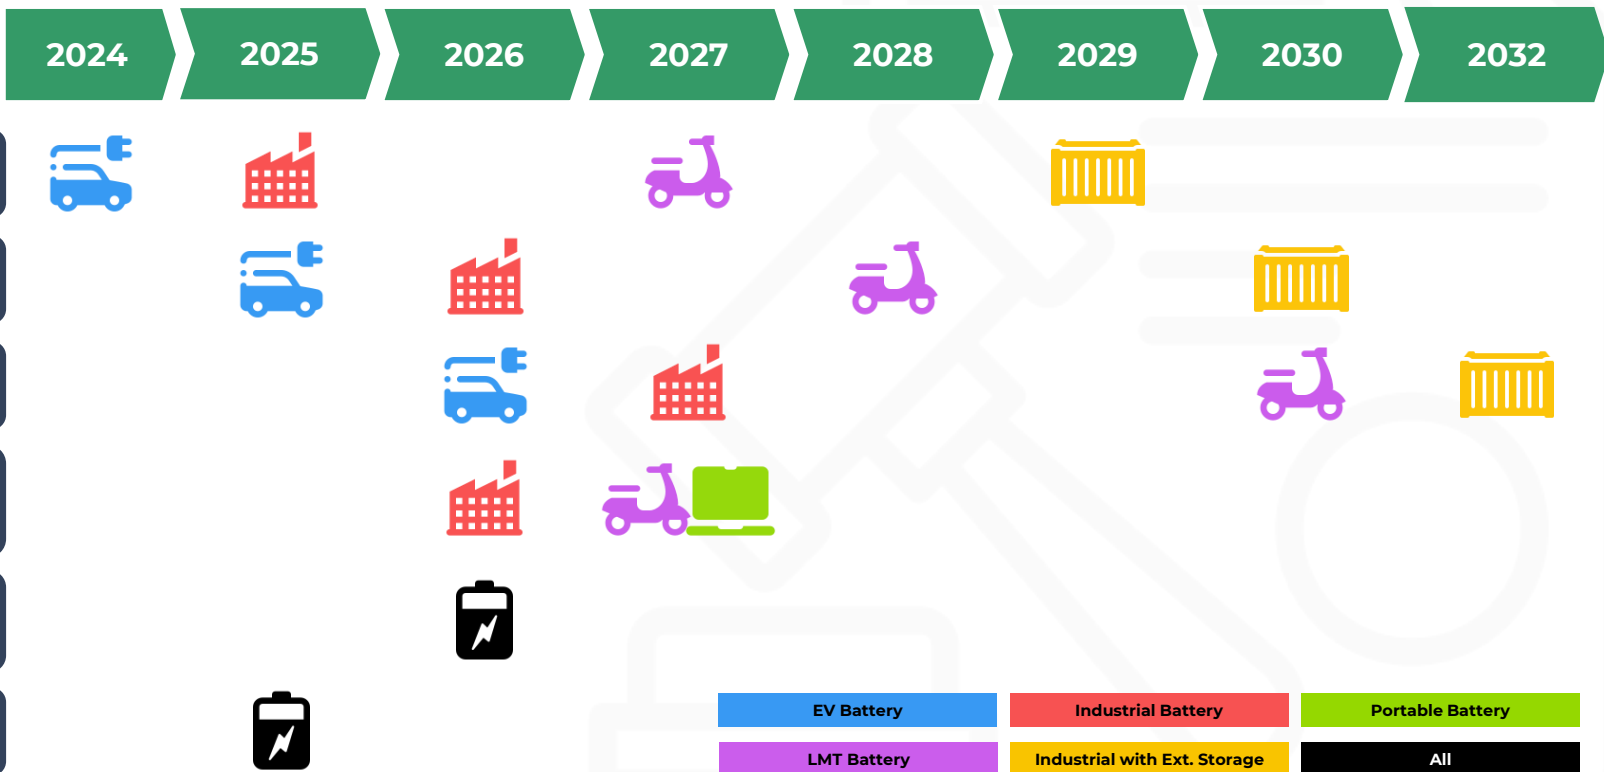 2024 2025 2026 2027 2028 2029 2030 2032
EV Battery Industrial Battery Portable Battery
LMT Battery Industrial with Ext. Storage All